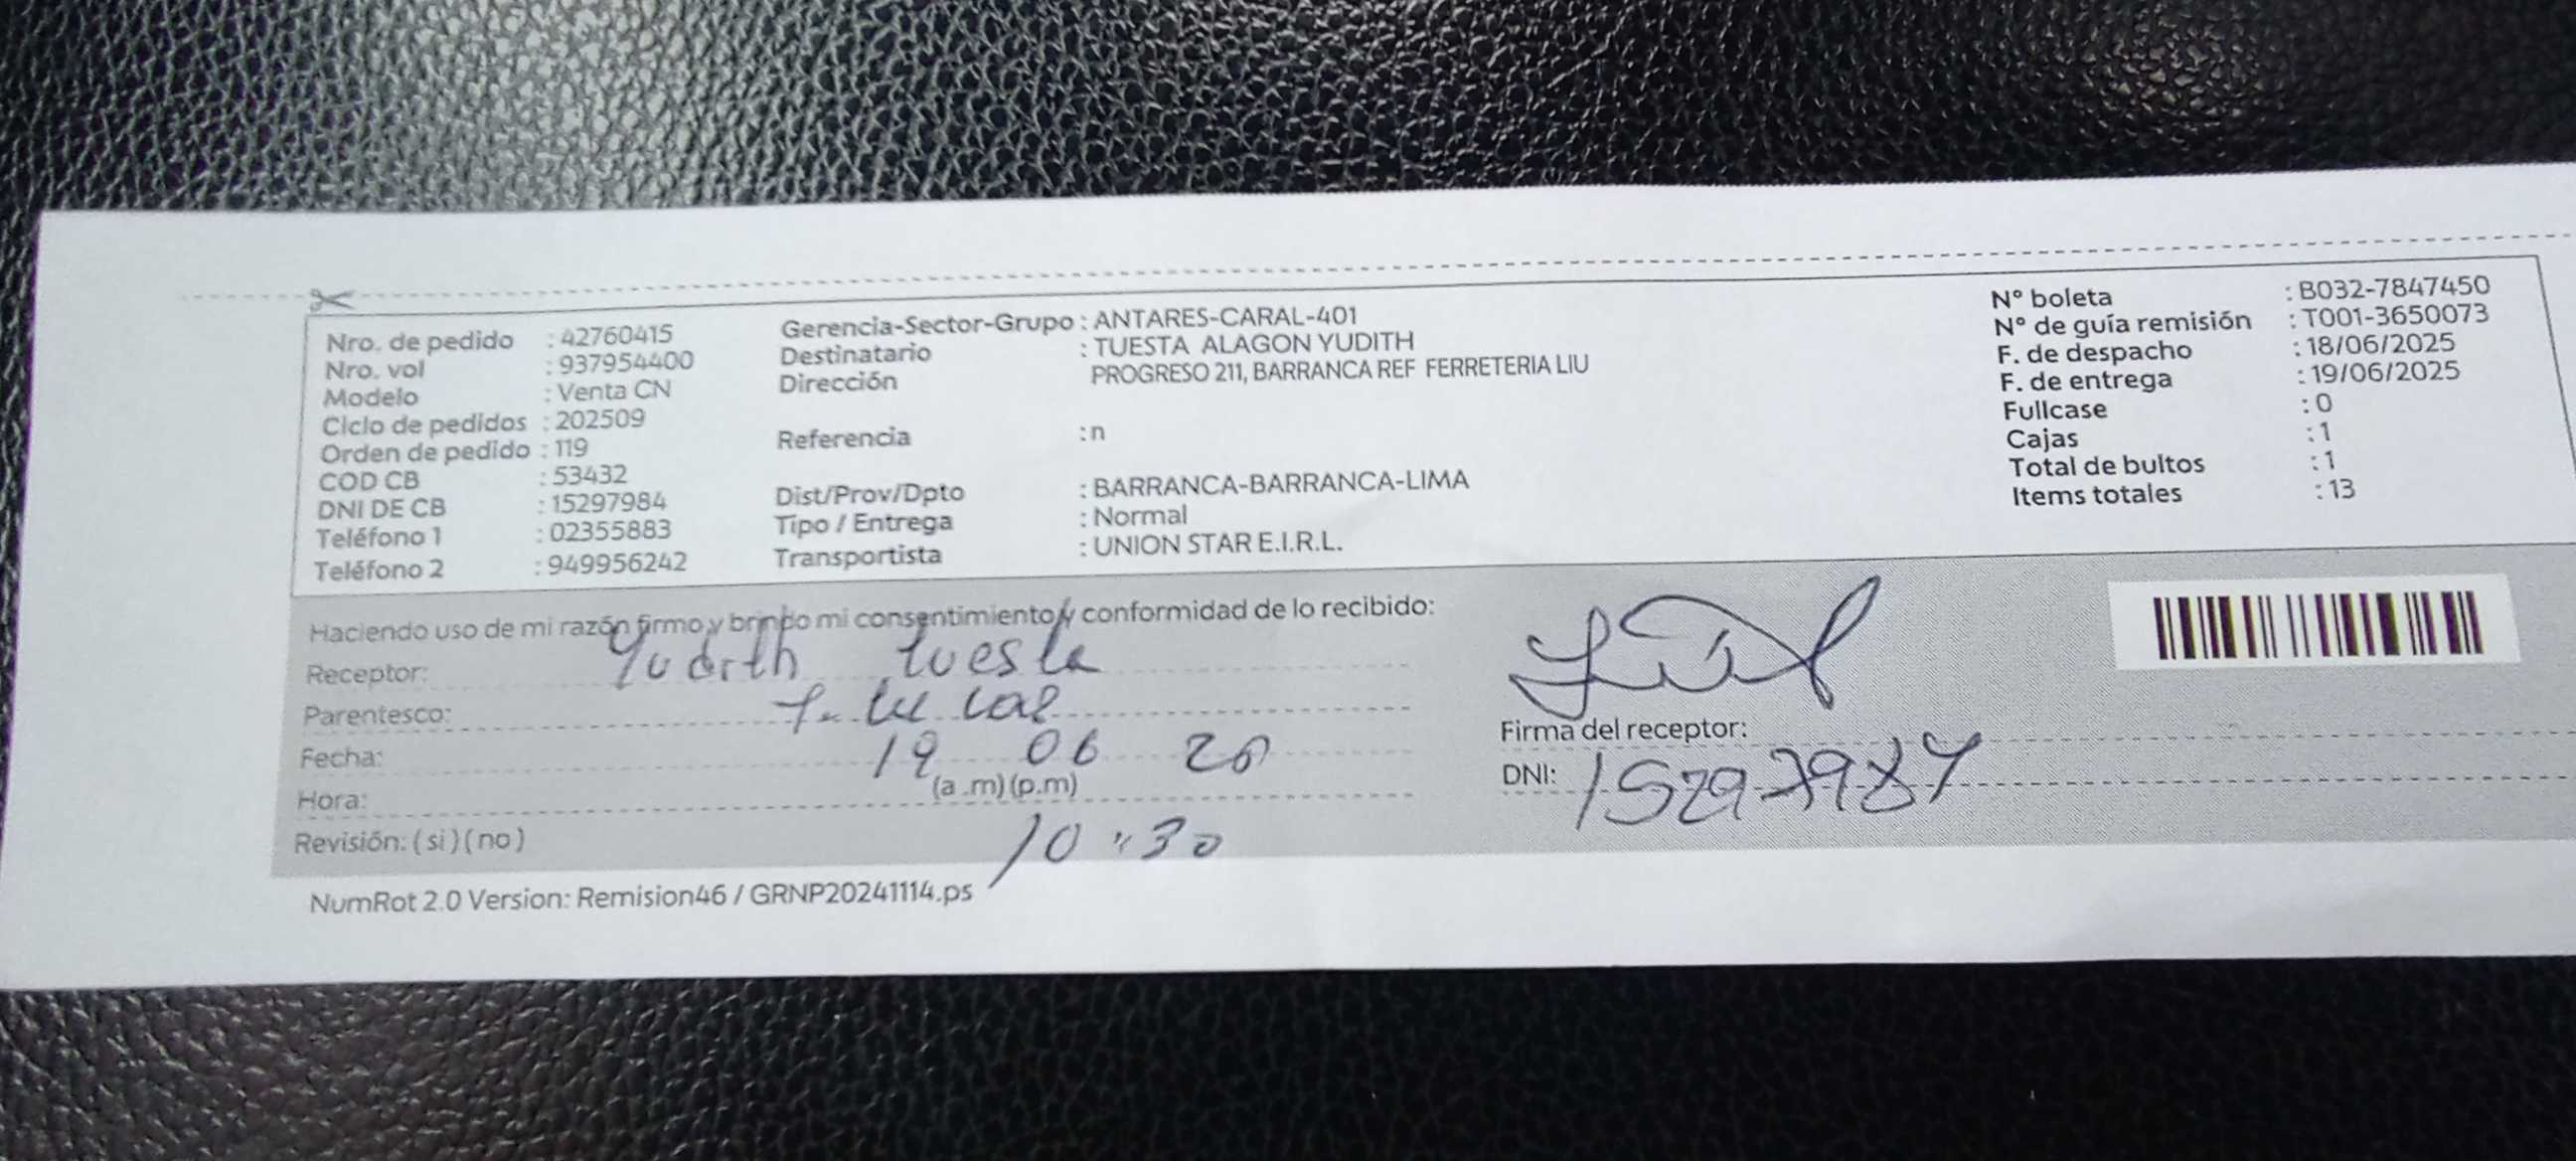 Nro. de pedido : 42760415
Nro. vol : 937954400
Modelo : Venta CN
Ciclo de pedidos : 202509
Orden de pedido : 119
COD CB : 53432
DNI DE CB : 15297984
Teléfono 1 : 02355883
Teléfono 2 : 949956242
Gerencia-Sector-Grupo : ANTARES-CARAL-401
Destinatario : TUESTA ALAGON YUDITH
Dirección PROGRESO 211, BARRANCA REF FERRETERIA LIU
Referencia : n
Dist/Prov/Dpto : BARRANCA-BARRANCA-LIMA
Tipo / Entrega : Normal
Transportista : UNION STAR E.I.R.L.
N° boleta : B032-7847450
N° de guía remisión : T001-3650073
F. de despacho : 18/06/2025
F. de entrega : 19/06/2025
Fullcase : 0
Cajas : 1
Total de bultos : 1
Items totales : 13
Haciendo uso de mi razón firmo y brindo mi consentimiento y conformidad de lo recibido:
Receptor: Yudith Tuesta
Parentesco:
Fecha: 19 06
Hora: (a .m) (p.m)
10:30
Revisión: ( si ) ( no )
Firma del receptor:
DNI: 15297984
NumRot 2.0 Version: Remision46 / GRNP20241114.ps